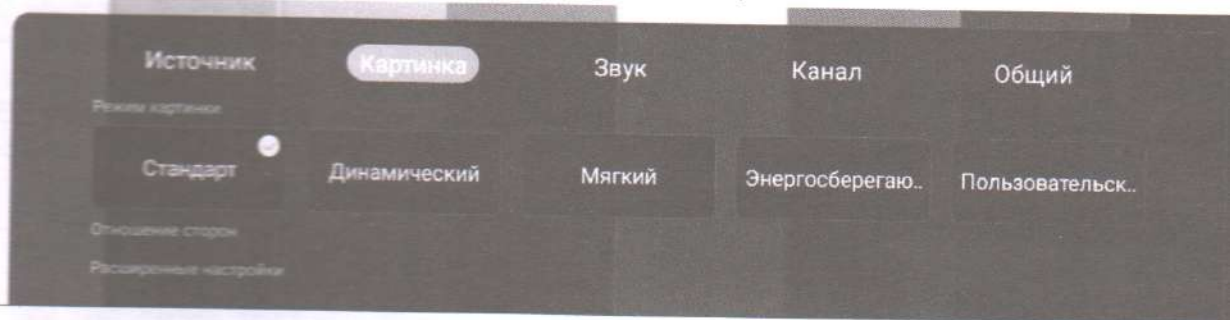 Источник Картинка Звук Канал Общий
Режим картинки
Стандарт Динамический Мягкий Энергосберегаю.. Пользовательск..
Отношение сторон
Расширенные настройки